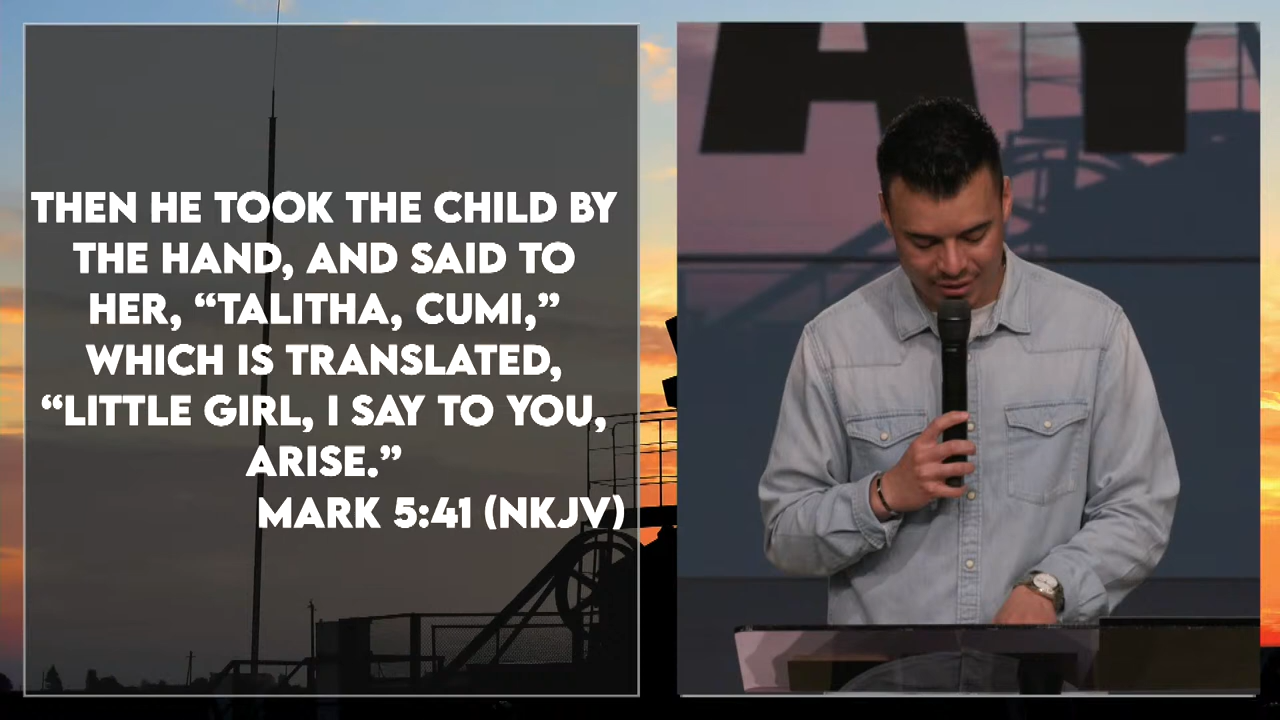 THEN HE TOOK THE CHILD BY
THE HAND, AND SAID TO
HER, “TALITHA, CUMI,”
WHICH IS TRANSLATED,
“LITTLE GIRL, I SAY TO YOU,
ARISE.”
MARK 5:41 (NKJV)
AY